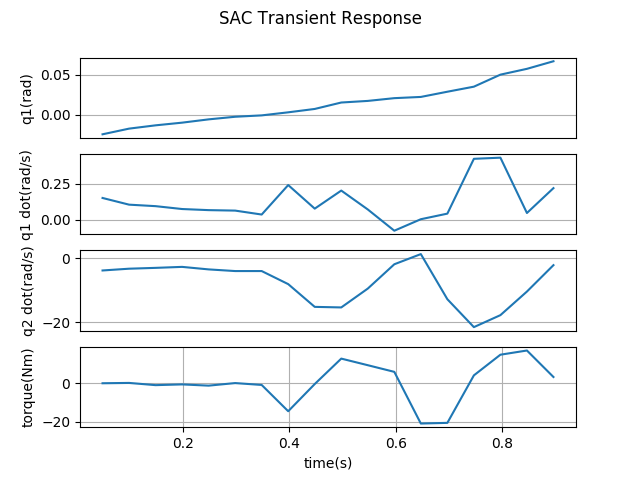 SAC Transient Response
q1(rad)
0.05
0.00
q1 dot(rad/s)
0.25
0.00
q2 dot(rad/s)
0
−20
torque(Nm)
0
−20
0.2 0.4 0.6 0.8
time(s)